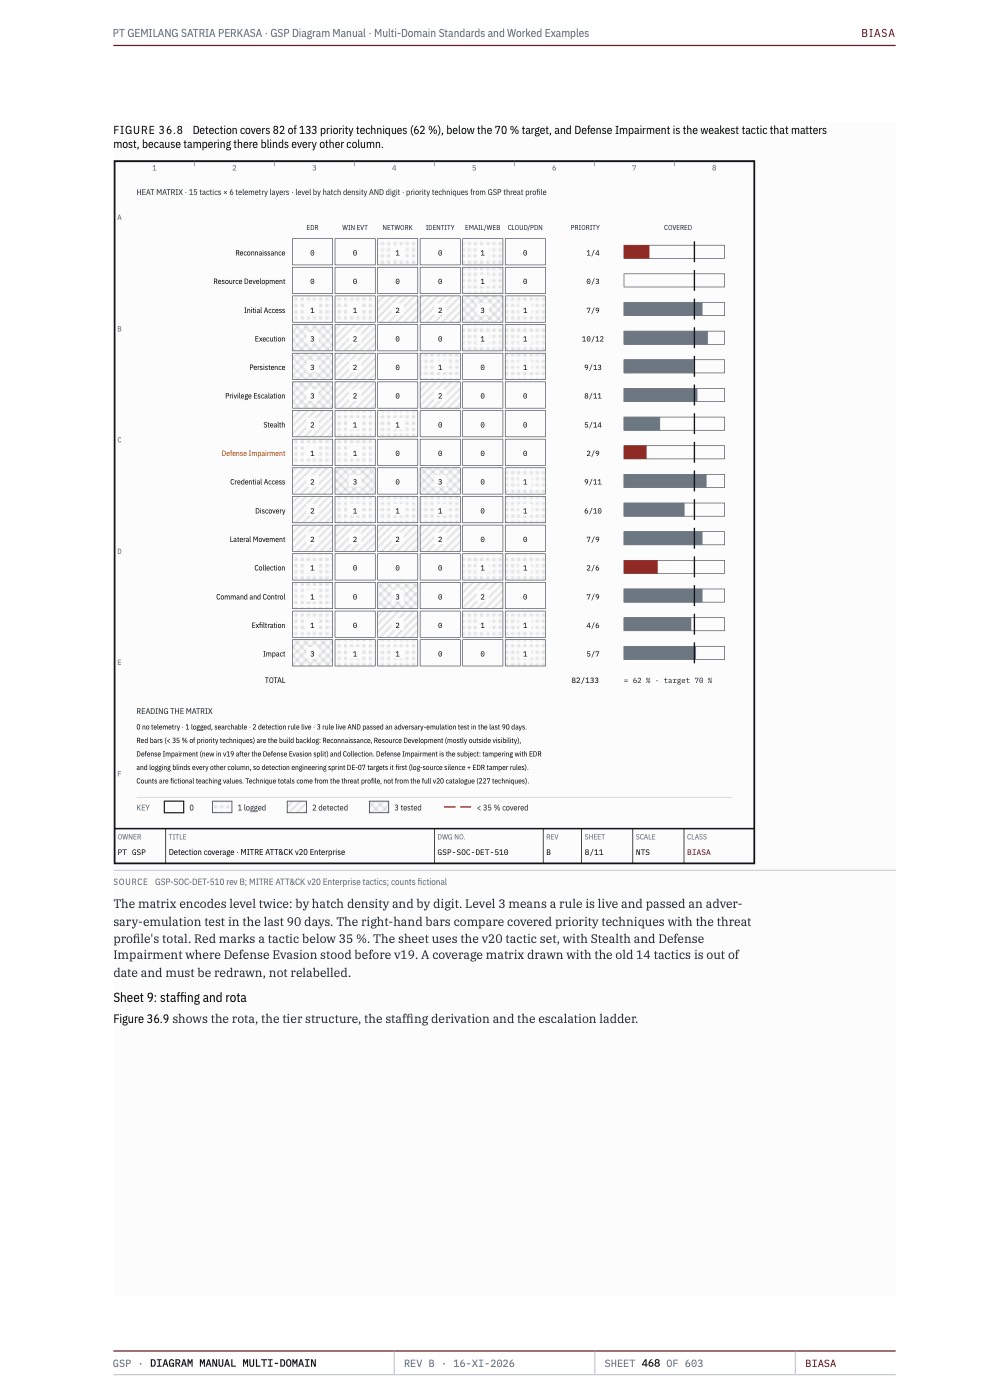 PT GEMILANG SATRIA PERKASA · GSP Diagram Manual · Multi-Domain Standards and Worked Examples BIASA
FIGURE 36.8 Detection covers 82 of 133 priority techniques (62 %), below the 70 % target, and Defense Impairment is the weakest tactic that matters
most, because tampering there blinds every other column.
1 2 3 4 5 6 7 8
HEAT MATRIX · 15 tactics × 6 telemetry layers · level by hatch density AND digit · priority techniques from GSP threat profile
A
EDR WIN EVT NETWORK IDENTITY EMAIL/WEB CLOUD/PDN PRIORITY COVERED
Reconnaissance 0 0 1 0 1 0 1/4
Resource Development 0 0 0 0 1 0 0/3
Initial Access 1 1 2 2 3 1 7/9
B
Execution 3 2 0 0 1 1 10/12
Persistence 3 2 0 1 0 1 9/13
Privilege Escalation 3 2 0 2 0 0 8/11
Stealth 2 1 1 0 0 0 5/14
C
Defense Impairment 1 1 0 0 0 0 2/9
Credential Access 2 3 0 3 0 1 9/11
Discovery 2 1 1 1 0 1 6/10
Lateral Movement 2 2 2 2 0 0 7/9
D
Collection 1 0 0 0 1 1 2/6
Command and Control 1 0 3 0 2 0 7/9
Exfiltration 1 0 2 0 1 1 4/6
Impact 3 1 1 0 0 1 5/7
E
TOTAL 82/133 = 62 % · target 70 %
READING THE MATRIX
0 no telemetry · 1 logged, searchable · 2 detection rule live · 3 rule live AND passed an adversary-emulation test in the last 90 days.
Red bars (< 35 % of priority techniques) are the build backlog: Reconnaissance, Resource Development (mostly outside visibility),
Defense Impairment (new in v19 after the Defense Evasion split) and Collection. Defense Impairment is the subject: tampering with EDR
and logging blinds every other column, so detection engineering sprint DE-07 targets it first (log-source silence + EDR tamper rules).
F
Counts are fictional teaching values. Technique totals come from the threat profile, not from the full v20 catalogue (227 techniques).
KEY 0 1 logged 2 detected 3 tested < 35 % covered
OWNER TITLE DWG NO. REV SHEET SCALE CLASS
PT GSP Detection coverage · MITRE ATT&CK v20 Enterprise GSP-SOC-DET-510 B 8/11 NTS BIASA
SOURCE GSP-SOC-DET-510 rev B; MITRE ATT&CK v20 Enterprise tactics; counts fictional
The matrix encodes level twice: by hatch density and by digit. Level 3 means a rule is live and passed an adver-
sary-emulation test in the last 90 days. The right-hand bars compare covered priority techniques with the threat
profile's total. Red marks a tactic below 35 %. The sheet uses the v20 tactic set, with Stealth and Defense
Impairment where Defense Evasion stood before v19. A coverage matrix drawn with the old 14 tactics is out of
date and must be redrawn, not relabelled.
Sheet 9: staffing and rota
Figure 36.9 shows the rota, the tier structure, the staffing derivation and the escalation ladder.
GSP · DIAGRAM MANUAL MULTI-DOMAIN REV B · 16-XI-2026 SHEET 468 OF 603 BIASA